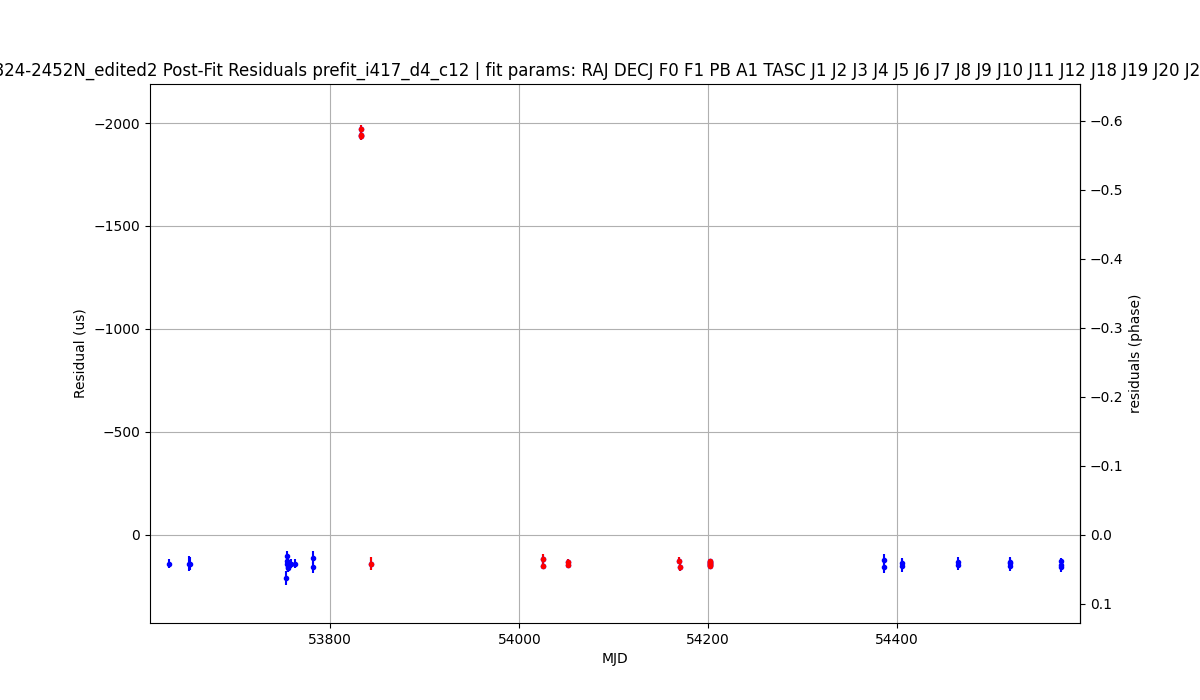 324-2452N_edited2 Post-Fit Residuals prefit_i417_d4_c12 | fit params: RAJ DECJ F0 F1 PB A1 TASC J1 J2 J3 J4 J5 J6 J7 J8 J9 J10 J11 J12 J18 J19 J20 J2
−2000
−1500
−1000
−500
0
Residual (us)
−0.6
−0.5
−0.4
−0.3
−0.2
−0.1
0.0
0.1
residuals (phase)
53800 54000 54200 54400
MJD